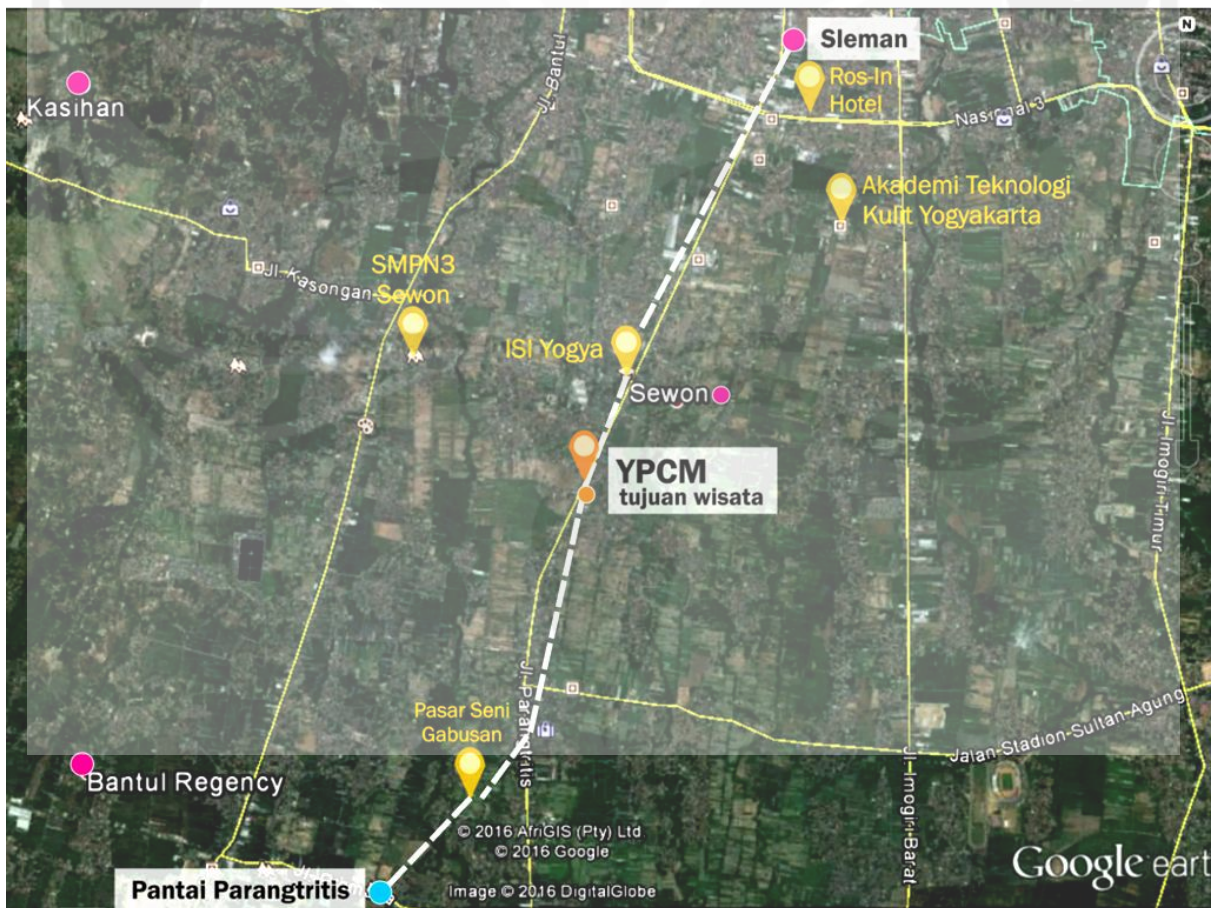 N
Sleman
Ros-In
Hotel
Kasihan
Jl Bantul
Nasional 3
Akademi Teknologi
Kulit Yogyakarta
SMPN3
Sewon
Jl Kasongan
ISI Yogya
Sewon
YPCM
tujuan wisata
Jl Imogiri Timur
Jl Parangtritis
Pasar Seni
Gabusan
Jalan Stadion Sultan Agung
Bantul Regency
Jl Imogiri Barat
© 2016 AfriGIS (Pty) Ltd
© 2016 Google
Google eart
Pantai Parangtritis
Image © 2016 DigitalGlobe